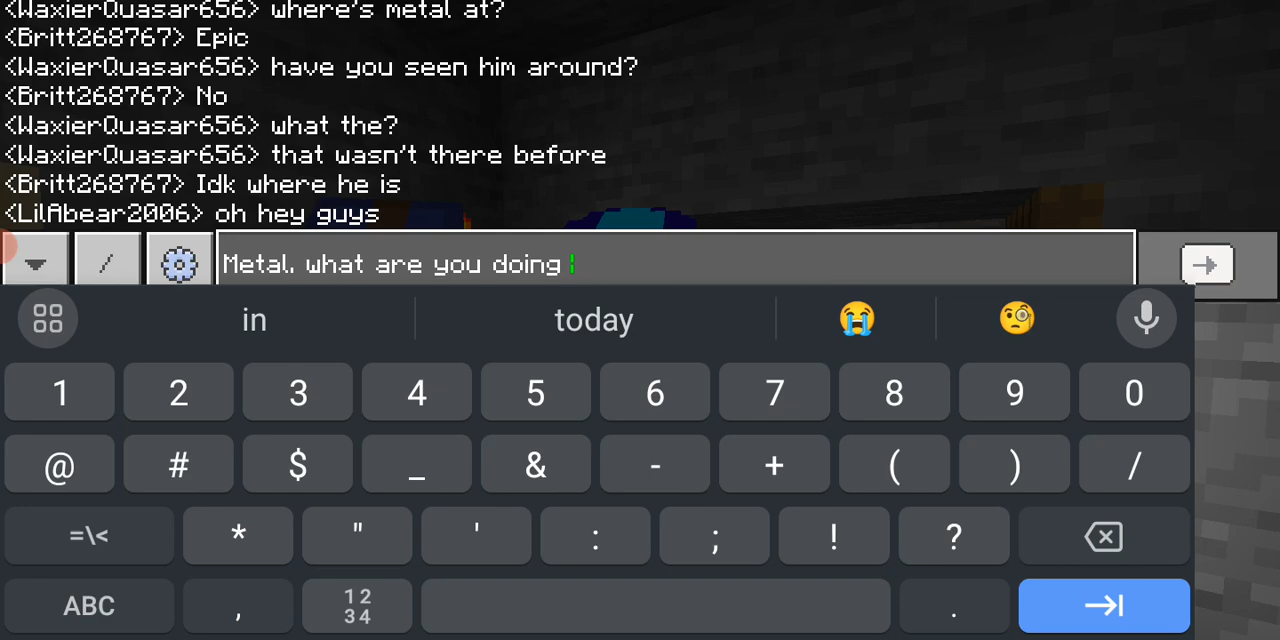 <WaxierQuasar656> where's metal at?
<Britt268767> Epic
<WaxierQuasar656> have you seen him around?
<Britt268767> No
<WaxierQuasar656> what the?
<WaxierQuasar656> that wasn't there before
<Britt268767> Idk where he is
<LilAbear2006> oh hey guys
/ Metal. what are you doing
in today
1 2 3 4 5 6 7 8 9 0
@ # $ _ & - + ( ) /
=\< * " ' : ; ! ?
ABC , 12 34 .